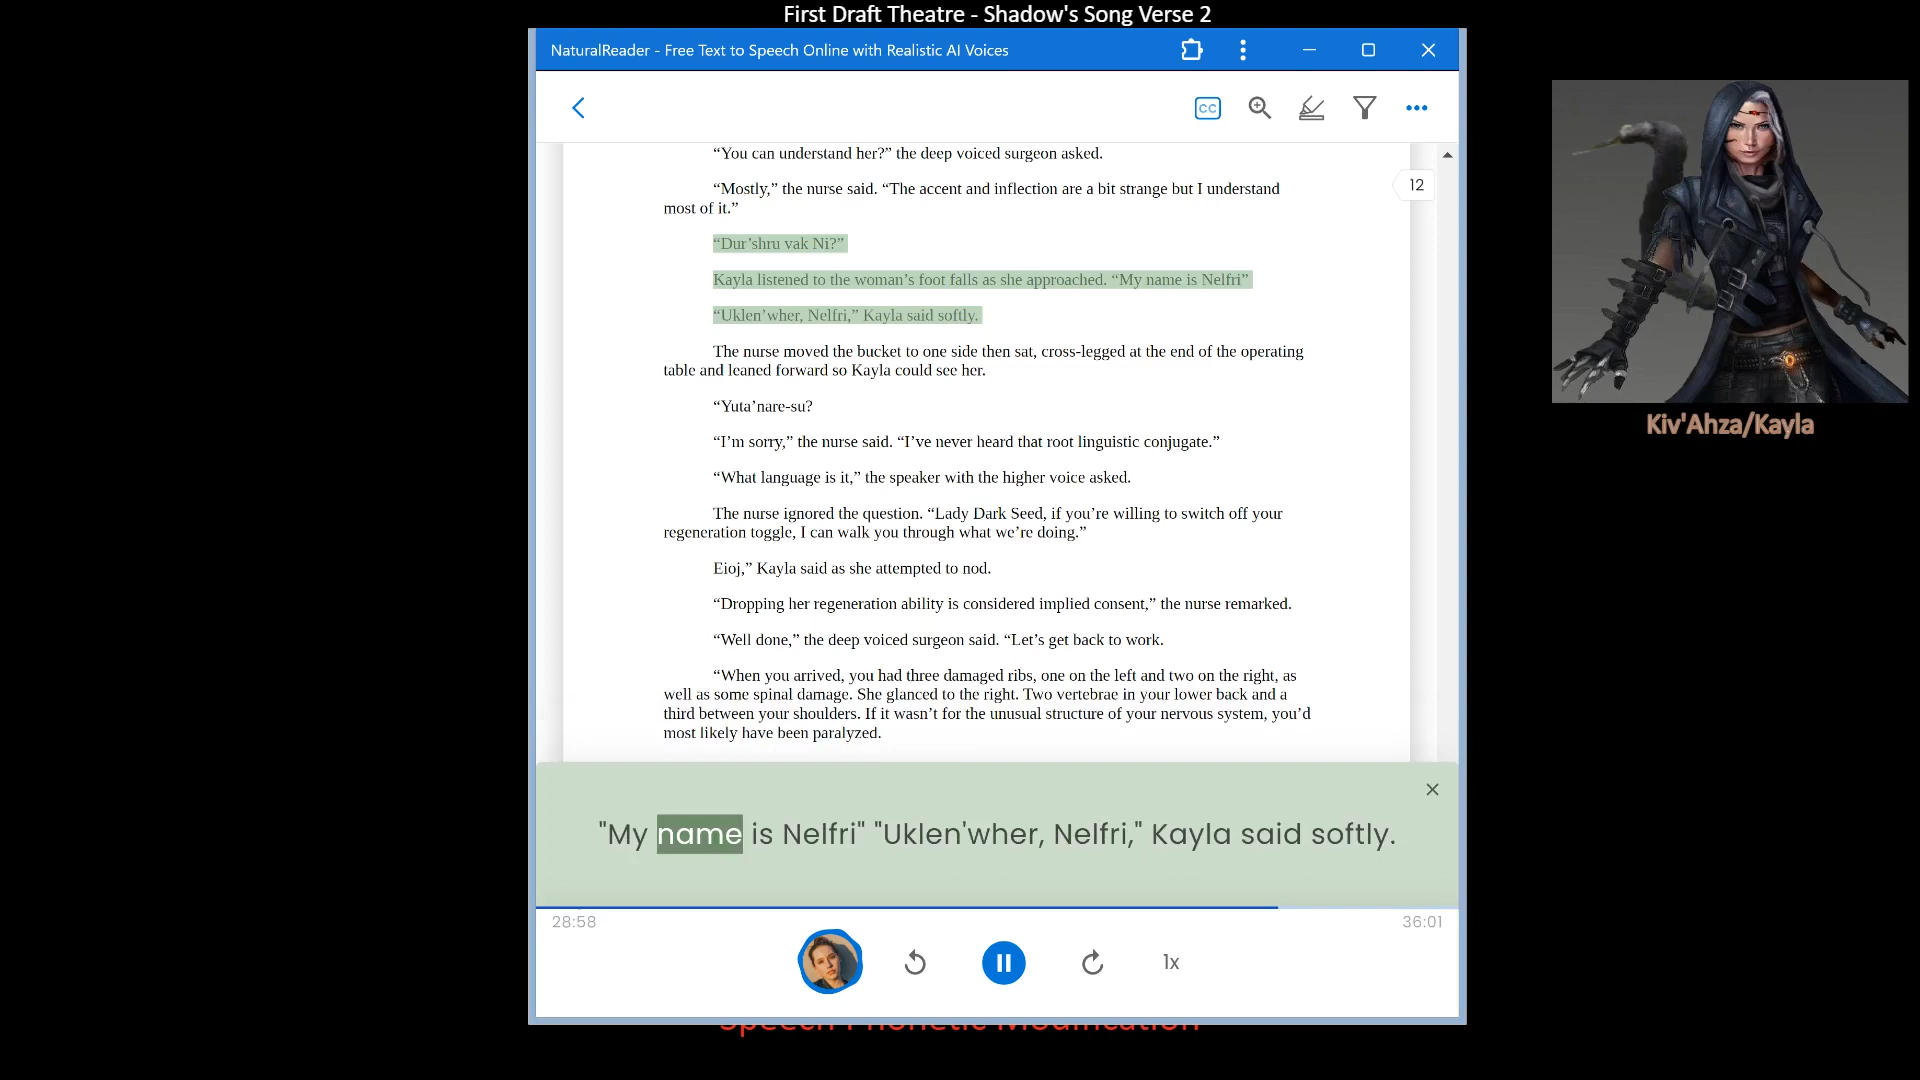 First Draft Theatre - Shadow's Song Verse 2
NaturalReader - Free Text to Speech Online with Realistic AI Voices
CC
12
“You can understand her?” the deep voiced surgeon asked.
“Mostly,” the nurse said. “The accent and inflection are a bit strange but I understand
most of it.”
“Dur’shru vak Ni?”
Kayla listened to the woman’s foot falls as she approached. “My name is Nelfri”
“Uklen’wher, Nelfri,” Kayla said softly.
The nurse moved the bucket to one side then sat, cross-legged at the end of the operating
table and leaned forward so Kayla could see her.
“Yuta’nare-su?
“I’m sorry,” the nurse said. “I’ve never heard that root linguistic conjugate.”
“What language is it,” the speaker with the higher voice asked.
The nurse ignored the question. “Lady Dark Seed, if you’re willing to switch off your
regeneration toggle, I can walk you through what we’re doing.”
Eioj,” Kayla said as she attempted to nod.
“Dropping her regeneration ability is considered implied consent,” the nurse remarked.
“Well done,” the deep voiced surgeon said. “Let’s get back to work.
“When you arrived, you had three damaged ribs, one on the left and two on the right, as
well as some spinal damage. She glanced to the right. Two vertebrae in your lower back and a
third between your shoulders. If it wasn’t for the unusual structure of your nervous system, you’d
most likely have been paralyzed.
"My name is Nelfri" "Uklen'wher, Nelfri," Kayla said softly.
28:58
36:01
1x
Speech Phonetic Modification
Kiv'Ahza/Kayla